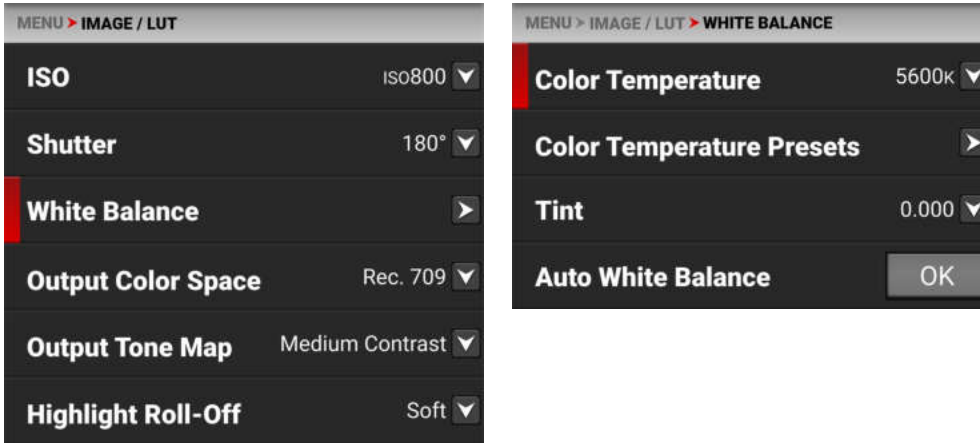 MENU > IMAGE / LUT
ISO ISO800
Shutter 180°
White Balance
Output Color Space Rec. 709
Output Tone Map Medium Contrast
Highlight Roll-Off Soft
MENU > IMAGE / LUT > WHITE BALANCE
Color Temperature 5600K
Color Temperature Presets
Tint 0.000
Auto White Balance OK